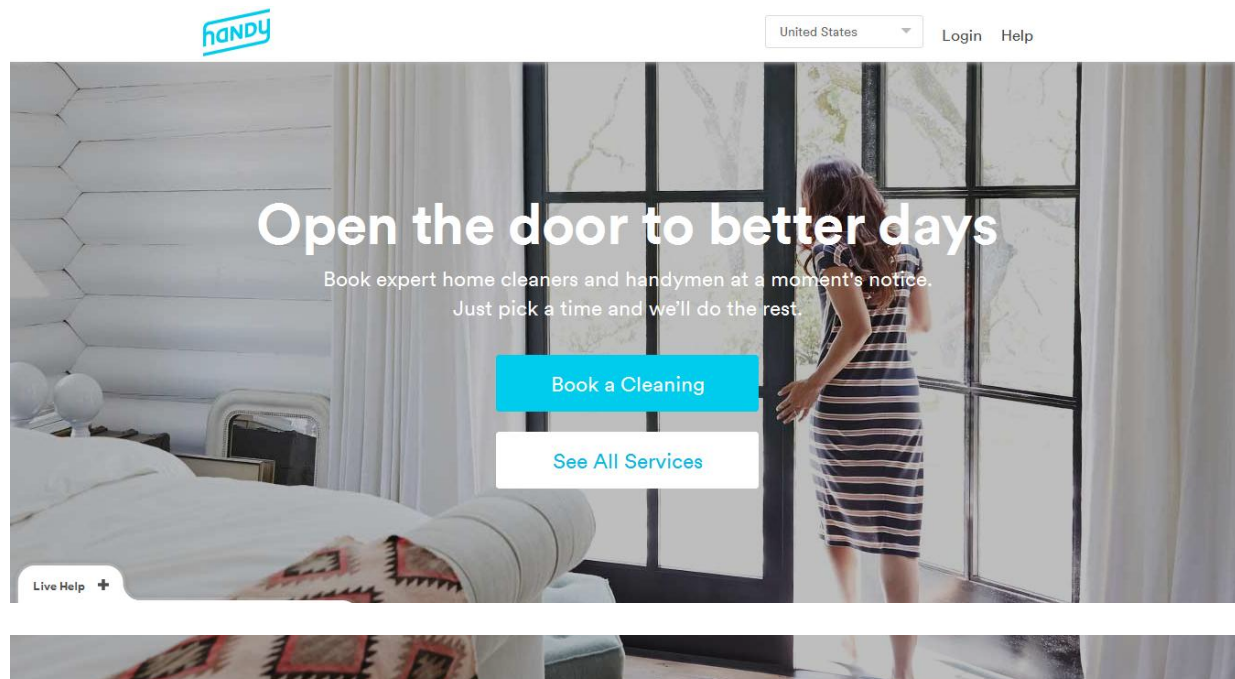 handy
United States
Login
Help
Open the door to better days
Book expert home cleaners and handymen at a moment's notice.
Just pick a time and we'll do the rest.
Book a Cleaning
See All Services
Live Help +